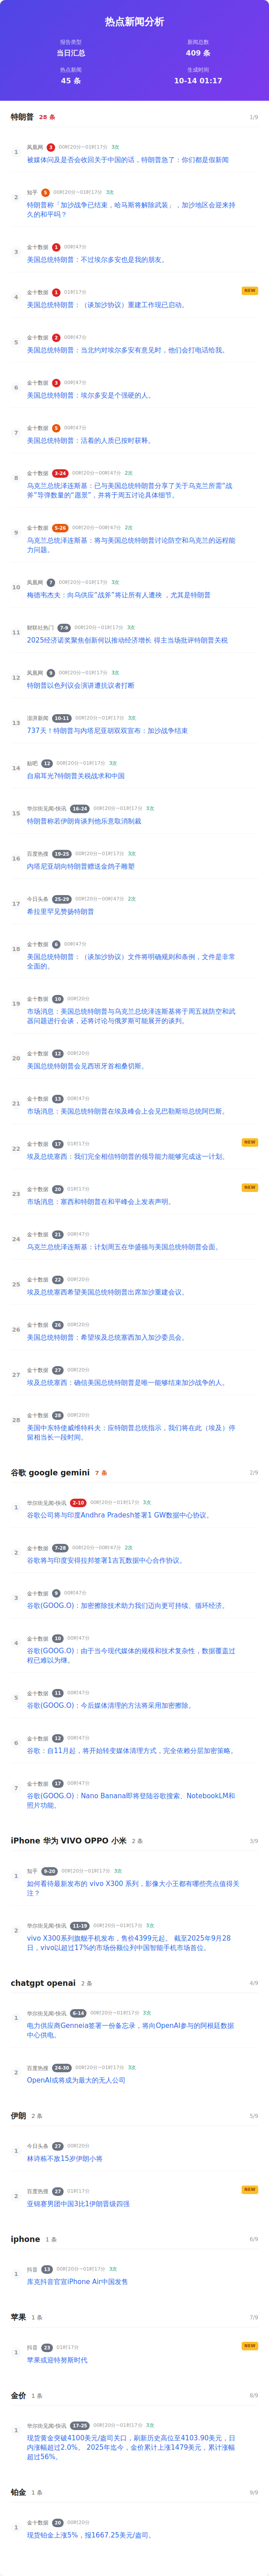 热点新闻分析
报告类型
当日汇总
新闻总数
409 条
热点新闻
45 条
生成时间
10-14 01:17
特朗普 28 条 1/9
1 凤凰网 3 00时20分~01时17分 3次
被媒体问及是否会收回关于中国的话，特朗普急了：你们都是假新闻
2 知乎 5 00时20分~01时17分 3次
特朗普称「加沙战争已结束，哈马斯将解除武装」，加沙地区会迎来持
久的和平吗？
3 金十数据 1 00时47分
美国总统特朗普：不过埃尔多安也是我的朋友。
4 金十数据 1 01时17分 NEW
美国总统特朗普：（谈加沙协议）重建工作现已启动。
5 金十数据 2 00时47分
美国总统特朗普：当北约对埃尔多安有意见时，他们会打电话给我。
6 金十数据 3 00时47分
美国总统特朗普：埃尔多安是个强硬的人。
7 金十数据 5 00时47分
美国总统特朗普：活着的人质已按时获释。
8 金十数据 3-24 00时20分~00时47分 2次
乌克兰总统泽连斯基：已与美国总统特朗普分享了关于乌克兰所需“战
斧”导弹数量的“愿景”，并将于周五讨论具体细节。
9 金十数据 5-26 00时20分~00时47分 2次
乌克兰总统泽连斯基：将与美国总统特朗普讨论防空和乌克兰的远程能
力问题。
10 凤凰网 7 00时20分~01时17分 3次
梅德韦杰夫：向乌供应“战斧”将让所有人遭殃 ，尤其是特朗普
11 财联社热门 7-9 00时20分~01时17分 3次
2025经济诺奖聚焦创新何以推动经济增长 得主当场批评特朗普关税
12 凤凰网 9 00时20分~01时17分 3次
特朗普以色列议会演讲遭抗议者打断
13 澎湃新闻 10-11 00时20分~01时17分 3次
737天！特朗普与内塔尼亚胡双双宣布：加沙战争结束
14 贴吧 12 00时20分~01时17分 3次
自扇耳光?特朗普关税战求和中国
15 华尔街见闻-快讯 16-24 00时20分~01时17分 3次
特朗普称若伊朗肯谈判他乐意取消制裁
16 百度热搜 19-25 00时20分~01时17分 3次
内塔尼亚胡向特朗普赠送金鸽子雕塑
17 今日头条 25-29 00时20分~00时47分 2次
希拉里罕见赞扬特朗普
18 金十数据 6 00时47分
美国总统特朗普：（谈加沙协议）文件将明确规则和条例，文件是非常
全面的。
19 金十数据 10 00时20分
市场消息：美国总统特朗普与乌克兰总统泽连斯基将于周五就防空和武
器问题进行会谈，还将讨论与俄罗斯可能展开的谈判。
20 金十数据 12 00时20分
美国总统特朗普会见西班牙首相桑切斯。
21 金十数据 13 00时47分
市场消息：美国总统特朗普在埃及峰会上会见巴勒斯坦总统阿巴斯。
22 金十数据 17 01时17分 NEW
埃及总统塞西：我们完全相信特朗普的领导能力能够完成这一计划。
23 金十数据 20 01时17分 NEW
市场消息：塞西和特朗普在和平峰会上发表声明。
24 金十数据 21 00时47分
乌克兰总统泽连斯基：计划周五在华盛顿与美国总统特朗普会面。
25 金十数据 22 00时20分
埃及总统塞西希望美国总统特朗普出席加沙重建会议。
26 金十数据 26 00时20分
美国总统特朗普：希望埃及总统塞西加入加沙委员会。
27 金十数据 27 00时20分
埃及总统塞西：确信美国总统特朗普是唯一能够结束加沙战争的人。
28 金十数据 28 00时20分
美国中东特使威特科夫：应特朗普总统指示，我们将在此（埃及）停
留相当长一段时间。
谷歌 google gemini 7 条 2/9
1 华尔街见闻-快讯 2-10 00时20分~01时17分 3次
谷歌公司将与印度Andhra Pradesh签署1 GW数据中心协议。
2 金十数据 7-28 00时20分~00时47分 2次
谷歌将与印度安得拉邦签署1吉瓦数据中心合作协议。
3 金十数据 9 00时47分
谷歌(GOOG.O)：加密擦除技术助力我们迈向更可持续、循环经济。
4 金十数据 10 00时47分
谷歌(GOOG.O)：由于当今现代媒体的规模和技术复杂性，数据覆盖过
程已难以为继。
5 金十数据 11 00时47分
谷歌(GOOG.O)：今后媒体清理的方法将采用加密擦除。
6 金十数据 12 00时47分
谷歌：自11月起，将开始转变媒体清理方式，完全依赖分层加密策略。
7 金十数据 17 00时47分
谷歌(GOOG.O)：Nano Banana即将登陆谷歌搜索、NotebookLM和
照片功能。
iPhone 华为 VIVO OPPO 小米 2 条 3/9
1 知乎 9-20 00时20分~01时17分 3次
如何看待最新发布的 vivo X300 系列，影像大小王都有哪些亮点值得关
注？
2 华尔街见闻-快讯 11-19 00时20分~01时17分 3次
vivo X300系列旗舰手机发布，售价4399元起。 截至2025年9月28
日，vivo以超过17%的市场份额位列中国智能手机市场首位。
chatgpt openai 2 条 4/9
1 华尔街见闻-快讯 6-14 00时20分~01时17分 3次
电力供应商Genneia签署一份备忘录，将向OpenAI参与的阿根廷数据
中心供电。
2 百度热搜 24-30 00时20分~01时17分 3次
OpenAI或将成为最大的无人公司
伊朗 2 条 5/9
1 今日头条 27 00时20分
林诗栋不敌15岁伊朗小将
2 百度热搜 27 01时17分 NEW
亚锦赛男团中国3比1伊朗晋级四强
iphone 1 条 6/9
1 抖音 13 00时20分~01时17分 3次
库克抖音官宣iPhone Air中国发售
苹果 1 条 7/9
1 抖音 23 01时17分 NEW
苹果或迎特努斯时代
金价 1 条 8/9
1 华尔街见闻-快讯 17-25 00时20分~01时17分 3次
现货黄金突破4100美元/盎司关口，刷新历史高位至4103.90美元，日
内涨幅超过2.0%。 2025年迄今，金价累计上涨1479美元，累计涨幅
超过56%。
铂金 1 条 9/9
1 金十数据 20 00时20分
现货铂金上涨5%，报1667.25美元/盎司。